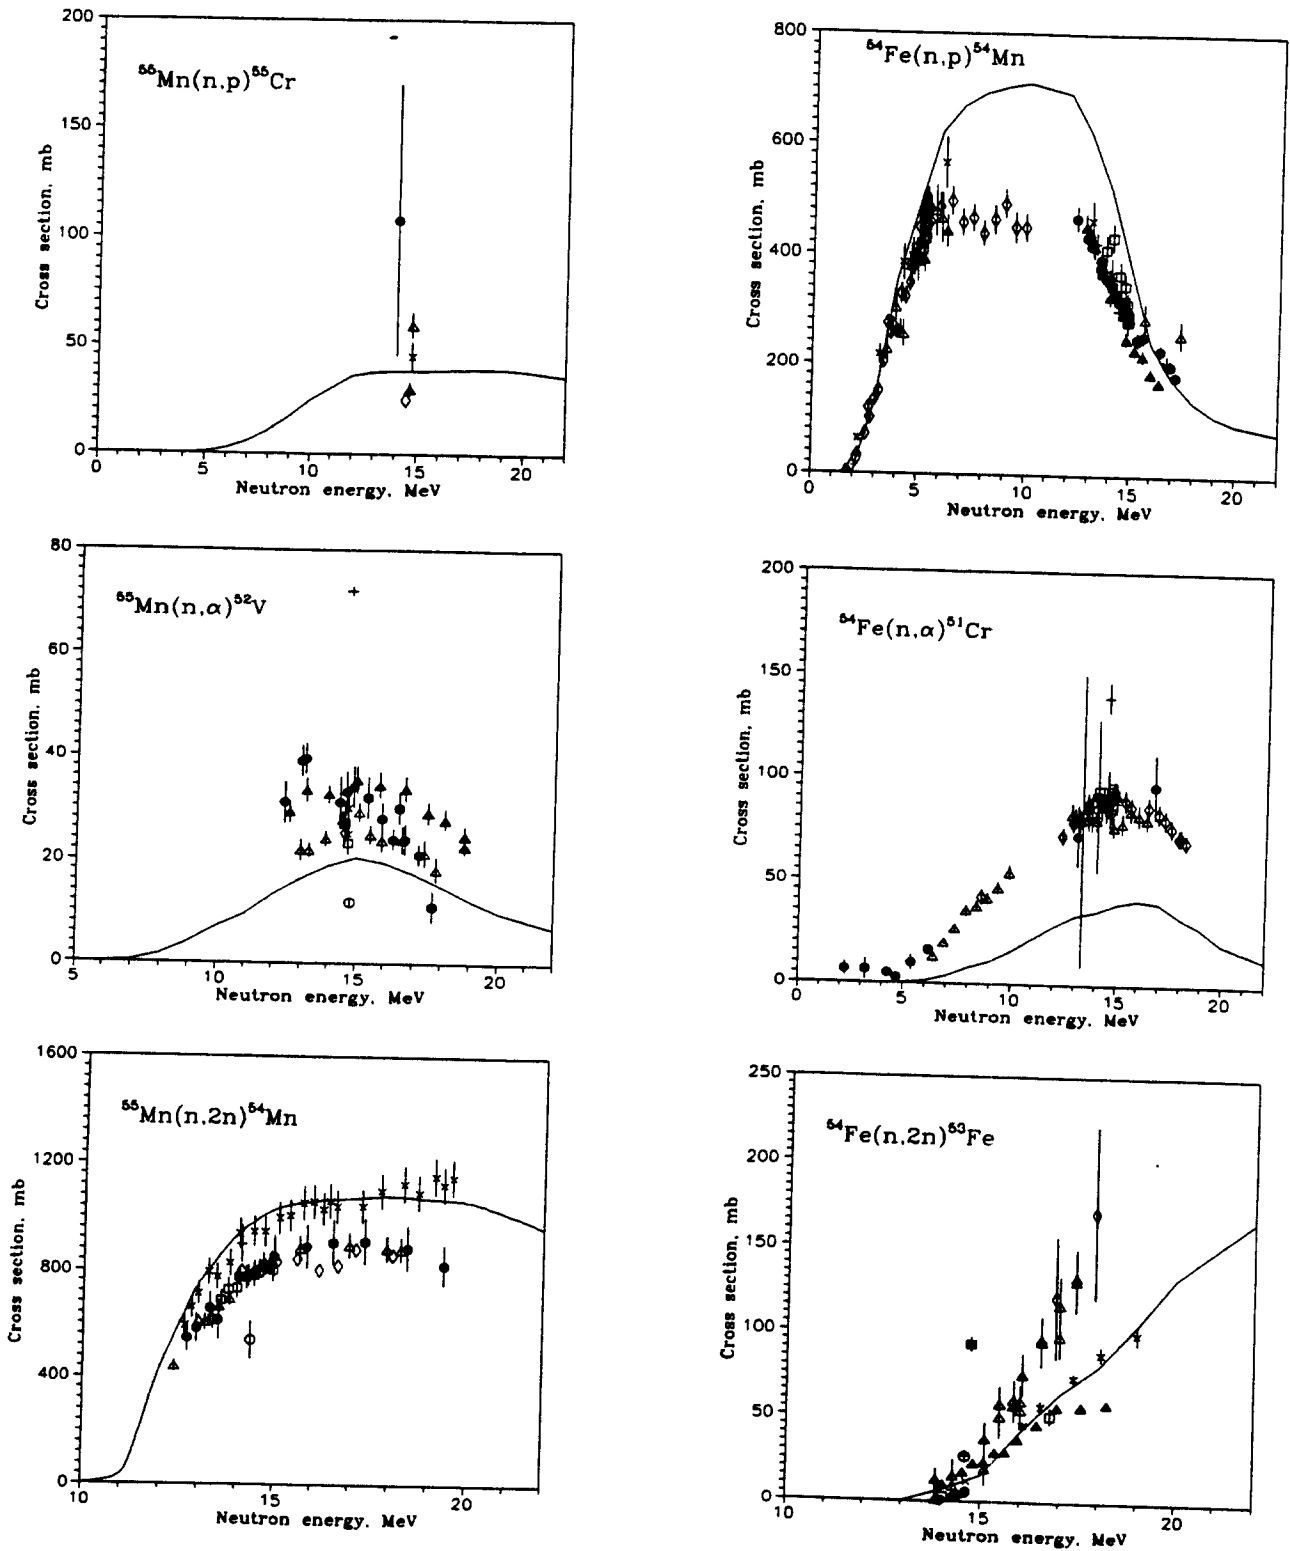 200
150
100
50
0
Cross section, mb
⁵⁵Mn(n,p)⁵⁵Cr
0 5 10 15 20
Neutron energy, MeV
800
600
400
200
0
Cross section, mb
⁵⁴Fe(n,p)⁵⁴Mn
0 5 10 15 20
Neutron energy, MeV
80
60
40
20
0
Cross section, mb
⁵⁵Mn(n,α)⁵²V
5 10 15 20
Neutron energy, MeV
200
150
100
50
0
Cross section, mb
⁵⁴Fe(n,α)⁵¹Cr
0 5 10 15 20
Neutron energy, MeV
1600
1200
800
400
0
Cross section, mb
⁵⁵Mn(n,2n)⁵⁴Mn
10 15 20
Neutron energy, MeV
250
200
150
100
50
0
Cross section, mb
⁵⁴Fe(n,2n)⁵³Fe
10 15 20
Neutron energy, MeV